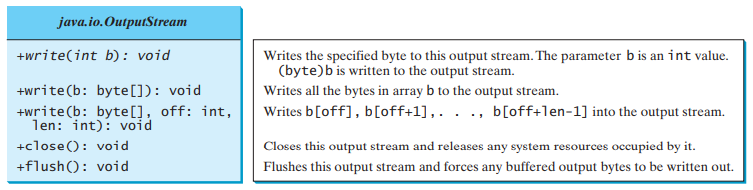 java.io.OutputStream
+write(int b): void
Writes the specified byte to this output stream. The parameter b is an int value.
(byte)b is written to the output stream.
+write(b: byte[]): void
Writes all the bytes in array b to the output stream.
+write(b: byte[], off: int,
len: int): void
Writes b[off], b[off+1],. . ., b[off+len-1] into the output stream.
+close(): void
Closes this output stream and releases any system resources occupied by it.
+flush(): void
Flushes this output stream and forces any buffered output bytes to be written out.